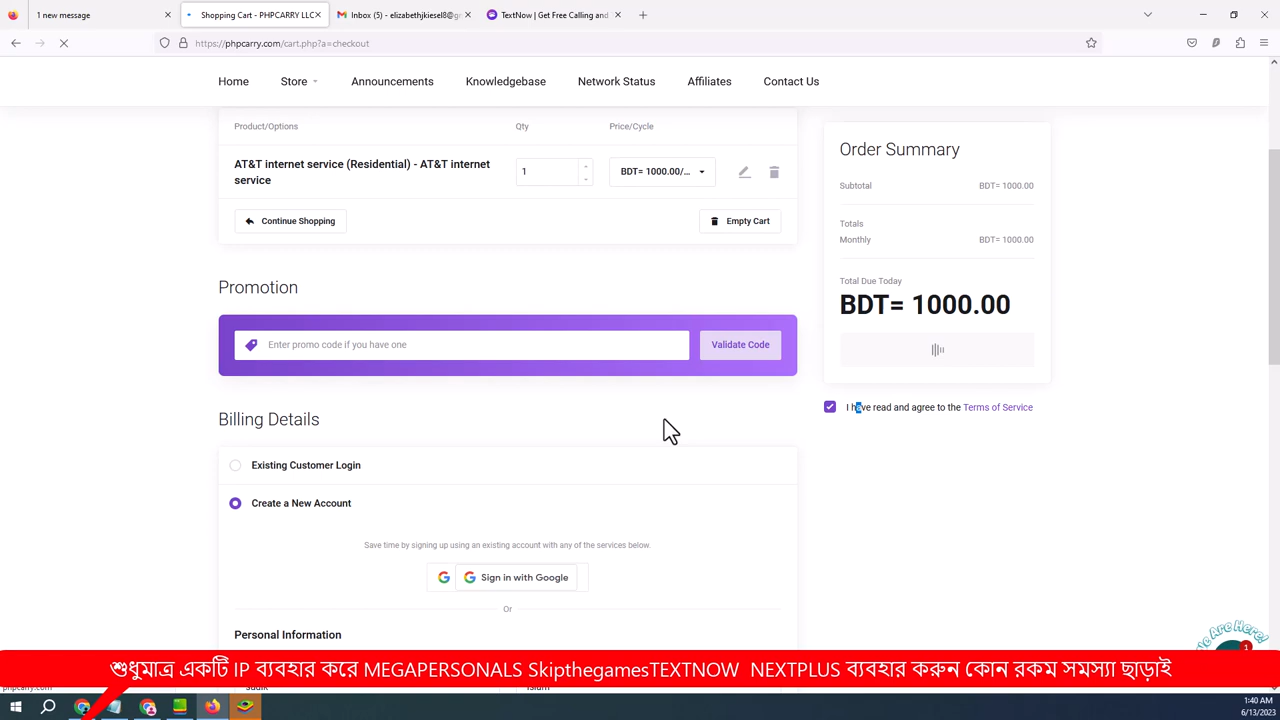 1 new message
Shopping Cart - PHPCARRY LLC
Inbox (5) - elizabethjkiesel8@g
TextNow | Get Free Calling and
https://phpcarry.com/cart.php?a=checkout
Home
Store
Announcements
Knowledgebase
Network Status
Affiliates
Contact Us
Product/Options
Qty
Price/Cycle
AT&T internet service (Residential) - AT&T internet
service
1
BDT= 1000.00/...
Continue Shopping
Empty Cart
Order Summary
Subtotal
BDT= 1000.00
Totals
Monthly
BDT= 1000.00
Total Due Today
BDT= 1000.00
I have read and agree to the Terms of Service
Promotion
Enter promo code if you have one
Validate Code
Billing Details
Existing Customer Login
Create a New Account
Save time by signing up using an existing account with any of the services below.
Sign in with Google
Or
Personal Information
We Are Here!
1
শুধুমাত্র একটি IP ব্যবহার করে MEGAPERSONALS SkipthegamesTEXTNOW NEXTPLUS ব্যবহার করুন কোন রকম সমস্যা ছাড়াই
1:40 AM
6/13/2023